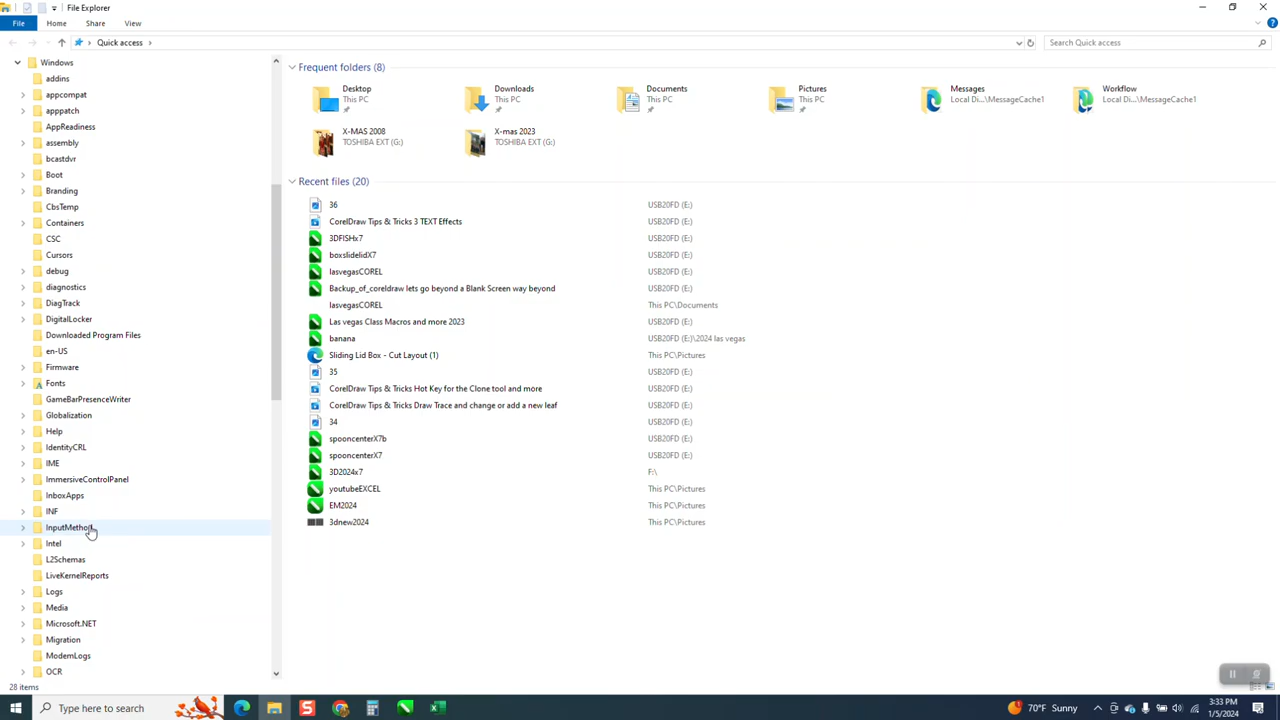 File Explorer
File Home Share View
Quick access Search Quick access
Windows
addins
appcompat
apppatch
AppReadiness
assembly
bcastdvr
Boot
Branding
CbsTemp
Containers
CSC
Cursors
debug
diagnostics
DiagTrack
DigitalLocker
Downloaded Program Files
en-US
Firmware
Fonts
GameBarPresenceWriter
Globalization
Help
IdentityCRL
IME
ImmersiveControlPanel
InboxApps
INF
InputMethod
Intel
L2Schemas
LiveKernelReports
Logs
Media
Microsoft.NET
Migration
ModemLogs
OCR
Frequent folders (8)
Desktop
This PC
Downloads
This PC
Documents
This PC
Pictures
This PC
Messages
Local Di...\MessageCache1
Workflow
Local Di...\MessageCache1
X-MAS 2008
TOSHIBA EXT (G:)
X-mas 2023
TOSHIBA EXT (G:)
Recent files (20)
36 USB20FD (E:)
CorelDraw Tips & Tricks 3 TEXT Effects USB20FD (E:)
3DFISHx7 USB20FD (E:)
boxslidelidX7 USB20FD (E:)
lasvegasCOREL USB20FD (E:)
Backup_of_coreldraw lets go beyond a Blank Screen way beyond USB20FD (E:)
lasvegasCOREL This PC\Documents
Las vegas Class Macros and more 2023 USB20FD (E:)
banana USB20FD (E:)\2024 las vegas
Sliding Lid Box - Cut Layout (1) This PC\Pictures
35 USB20FD (E:)
CorelDraw Tips & Tricks Hot Key for the Clone tool and more USB20FD (E:)
CorelDraw Tips & Tricks Draw Trace and change or add a new leaf USB20FD (E:)
34 USB20FD (E:)
spooncenterX7b USB20FD (E:)
spooncenterX7 USB20FD (E:)
3D2024x7 F:\
youtubeEXCEL This PC\Pictures
EM2024 This PC\Pictures
3dnew2024 This PC\Pictures
28 items
Type here to search
70°F Sunny
3:33 PM
1/5/2024